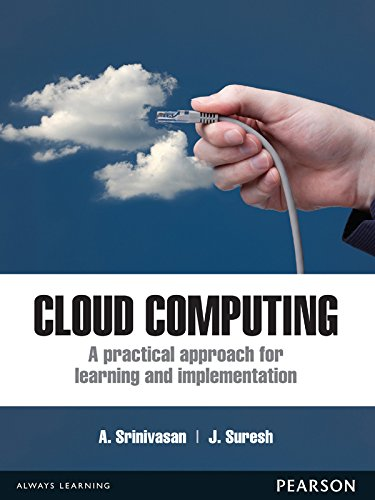 CLOUD COMPUTING
A practical approach for
learning and implementation
A. Srinivasan | J. Suresh
ALWAYS LEARNING
PEARSON